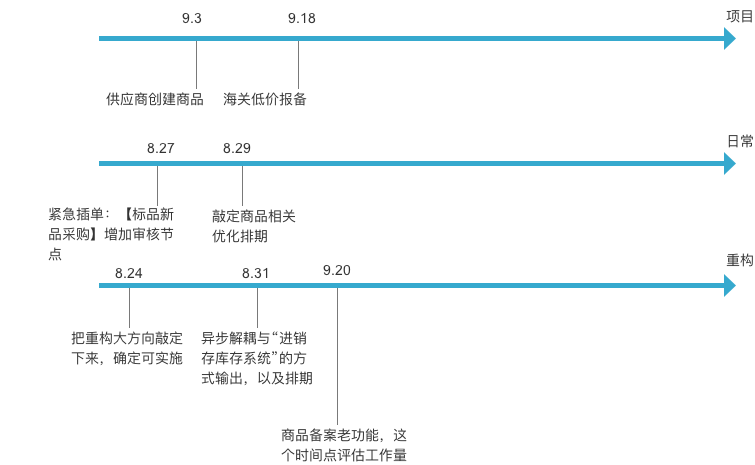 项目
9.3
9.18
供应商创建商品
海关低价报备
日常
8.27
8.29
紧急插单：【标品新
品采购】增加审核节
点
敲定商品相关
优化排期
重构
8.24
8.31
9.20
把重构大方向敲定
下来，确定可实施
异步解耦与“进销
存库存系统”的方
式输出，以及排期
商品备案老功能，这
个时间点评估工作量